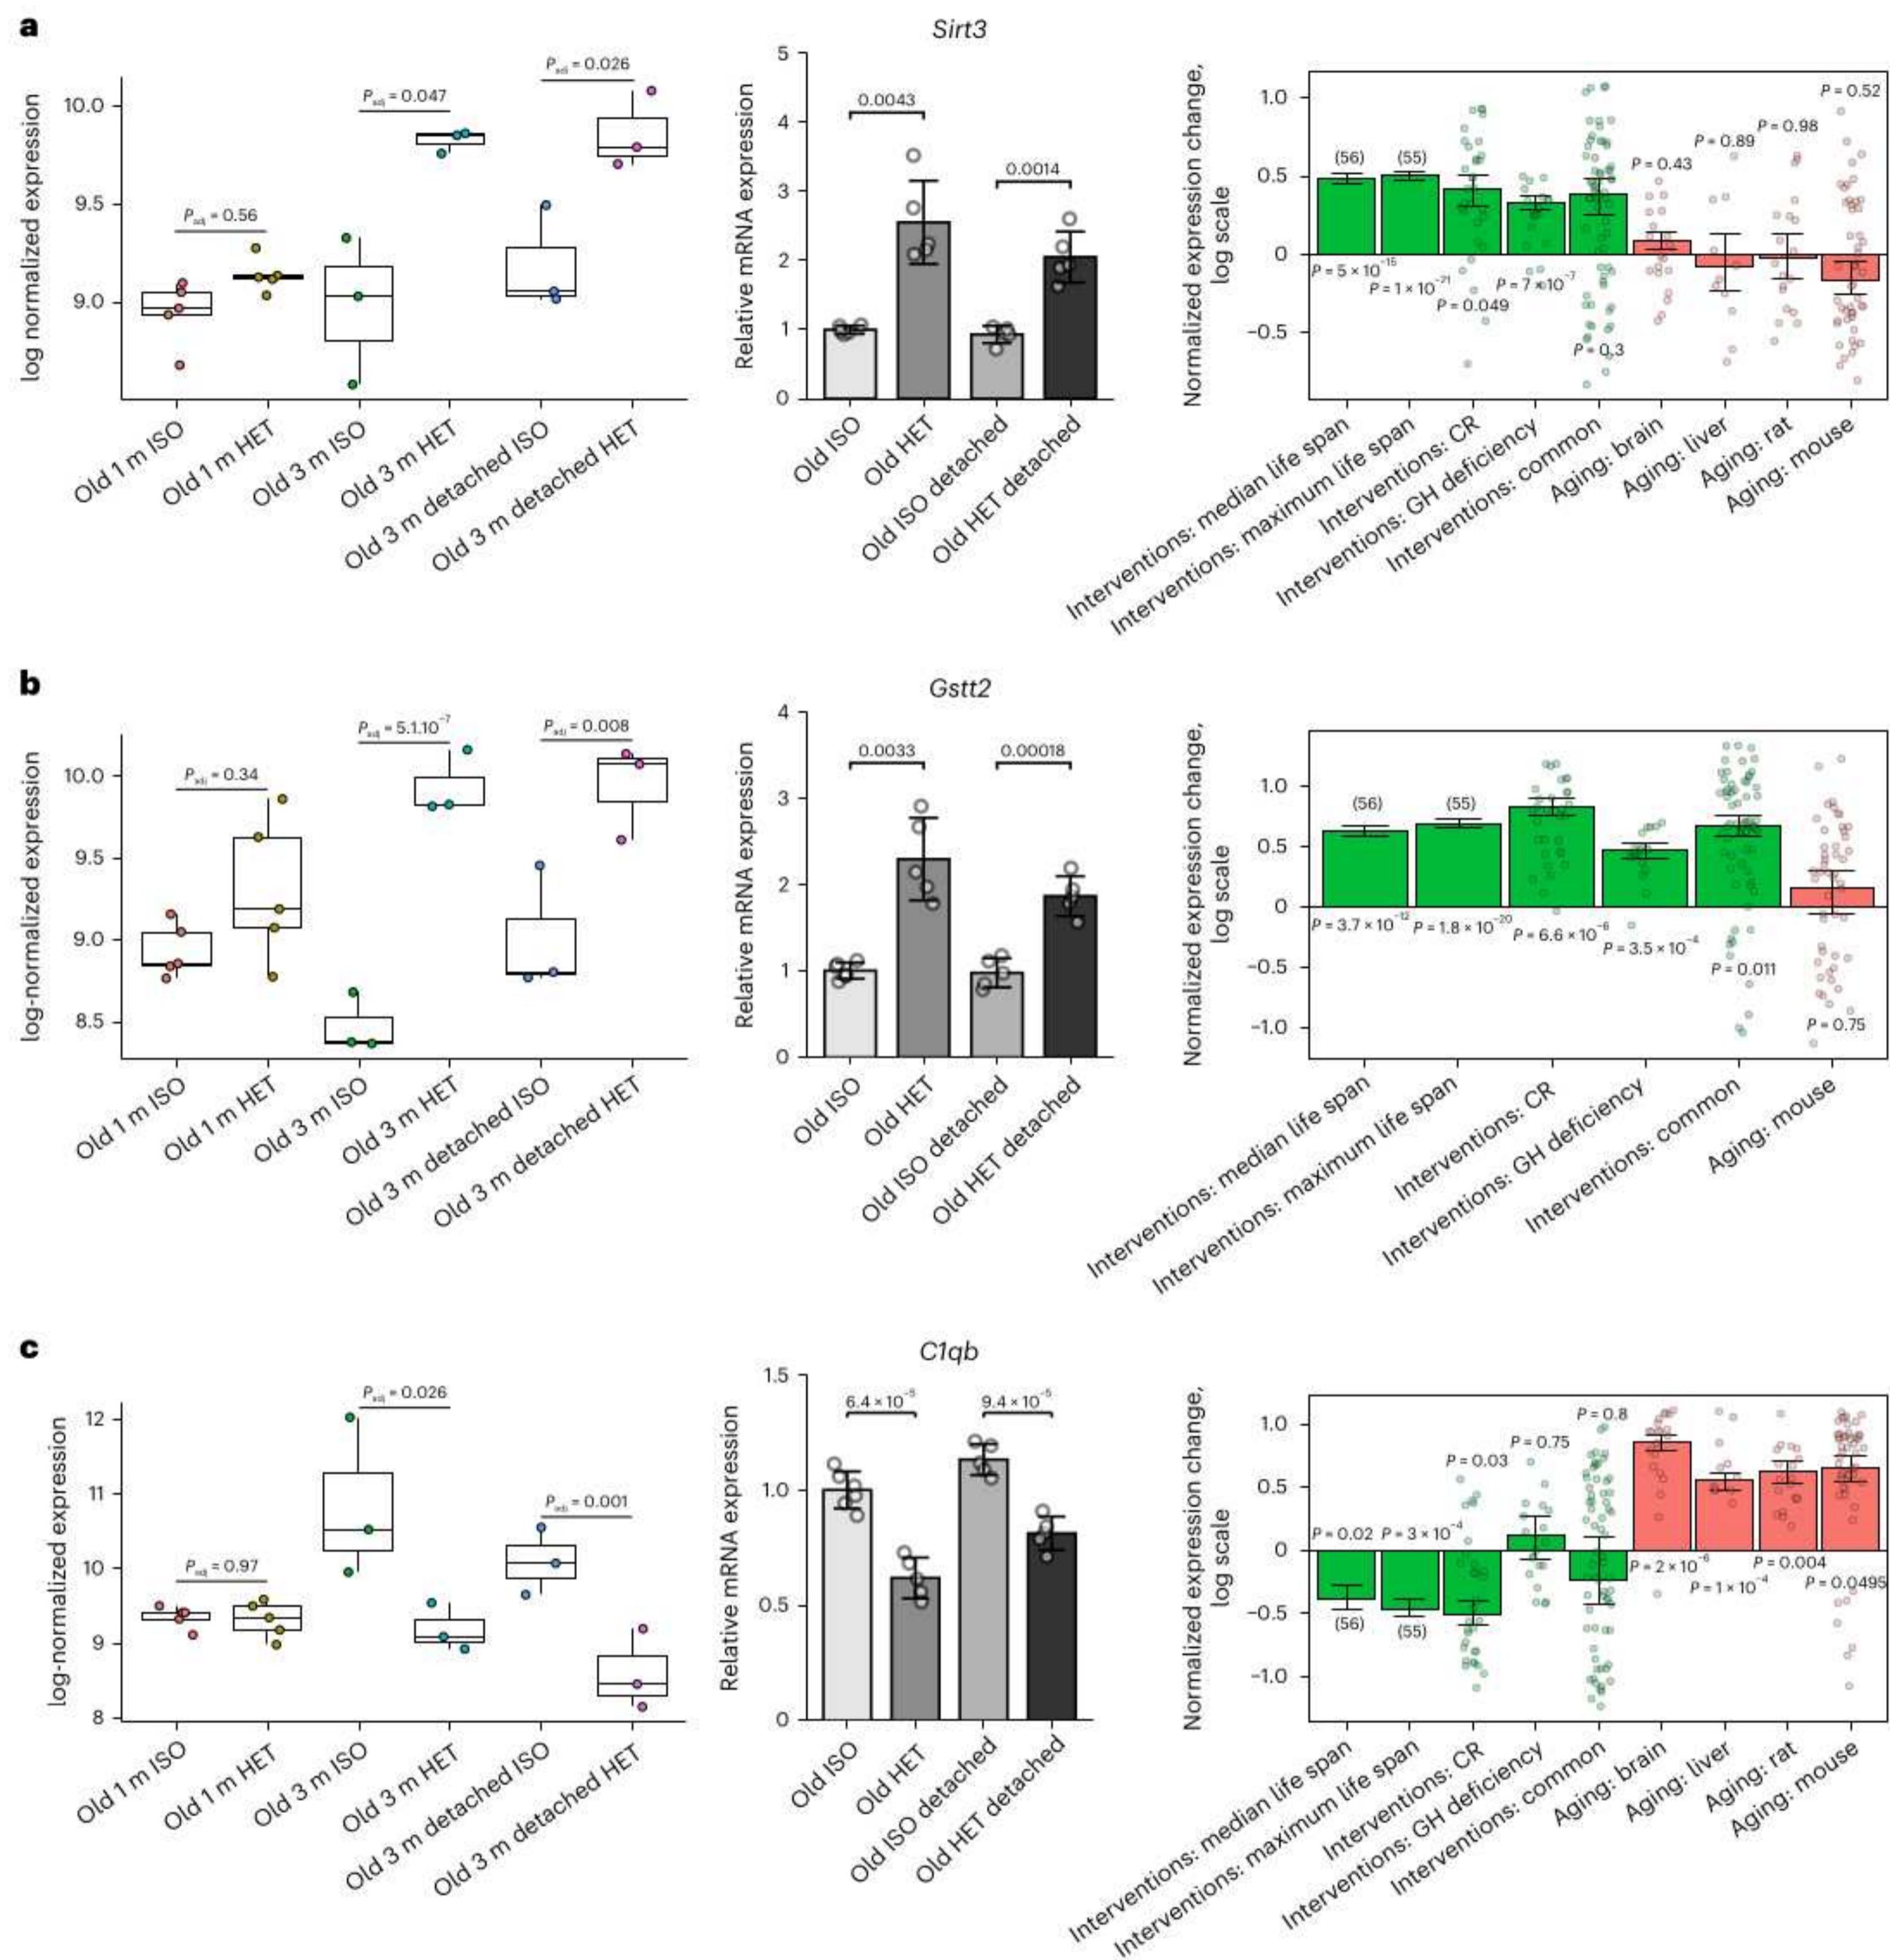 a
Sirt3
log normalized expression
10.0
9.5
9.0
Padj = 0.56
Padj = 0.047
Padj = 0.026
Old 1 m ISO
Old 1 m HET
Old 3 m ISO
Old 3 m HET
Old 3 m detached ISO
Old 3 m detached HET
Relative mRNA expression
5
4
3
2
1
0
0.0043
0.0014
Old ISO
Old HET
Old ISO detached
Old HET detached
Normalized expression change,
log scale
1.0
0.5
0
−0.5
(56)
(55)
P = 5 × 10⁻¹⁵
P = 1 × 10⁻²¹
P = 0.049
P = 7 × 10⁻⁷
P = 0.3
P = 0.43
P = 0.89
P = 0.98
P = 0.52
Interventions: median life span
Interventions: maximum life span
Interventions: CR
Interventions: GH deficiency
Interventions: common
Aging: brain
Aging: liver
Aging: rat
Aging: mouse
b
Gstt2
log-normalized expression
10.0
9.5
9.0
8.5
Padj = 0.34
Padj = 5.1.10⁻⁷
Padj = 0.008
Old 1 m ISO
Old 1 m HET
Old 3 m ISO
Old 3 m HET
Old 3 m detached ISO
Old 3 m detached HET
Relative mRNA expression
4
3
2
1
0
0.0033
0.00018
Old ISO
Old HET
Old ISO detached
Old HET detached
Normalized expression change,
log scale
1.0
0.5
0
−0.5
−1.0
(56)
(55)
P = 3.7 × 10⁻¹²
P = 1.8 × 10⁻²⁰
P = 6.6 × 10⁻⁶
P = 3.5 × 10⁻⁴
P = 0.011
P = 0.75
Interventions: median life span
Interventions: maximum life span
Interventions: CR
Interventions: GH deficiency
Interventions: common
Aging: mouse
c
C1qb
log-normalized expression
12
11
10
9
8
Padj = 0.97
Padj = 0.026
Padj = 0.001
Old 1 m ISO
Old 1 m HET
Old 3 m ISO
Old 3 m HET
Old 3 m detached ISO
Old 3 m detached HET
Relative mRNA expression
1.5
1.0
0.5
0
6.4 × 10⁻⁵
9.4 × 10⁻⁵
Old ISO
Old HET
Old ISO detached
Old HET detached
Normalized expression change,
log scale
1.0
0.5
0
−0.5
−1.0
P = 0.02
P = 3 × 10⁻⁴
P = 0.03
P = 0.75
P = 0.8
(56)
(55)
P = 2 × 10⁻⁶
P = 1 × 10⁻⁴
P = 0.004
P = 0.0495
Interventions: median life span
Interventions: maximum life span
Interventions: CR
Interventions: GH deficiency
Interventions: common
Aging: brain
Aging: liver
Aging: rat
Aging: mouse